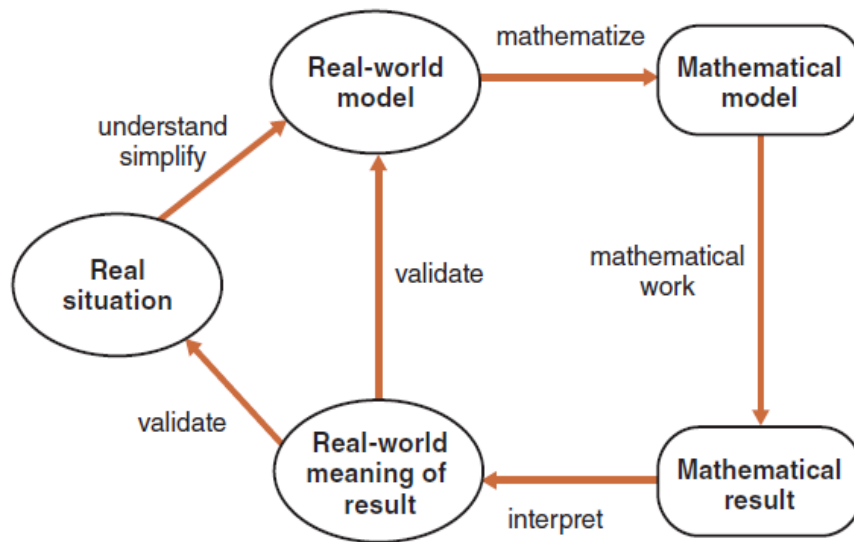 Real-world
model
mathematize
Mathematical
model
understand
simplify
Real
situation
validate
mathematical
work
validate
Real-world
meaning of
result
interpret
Mathematical
result